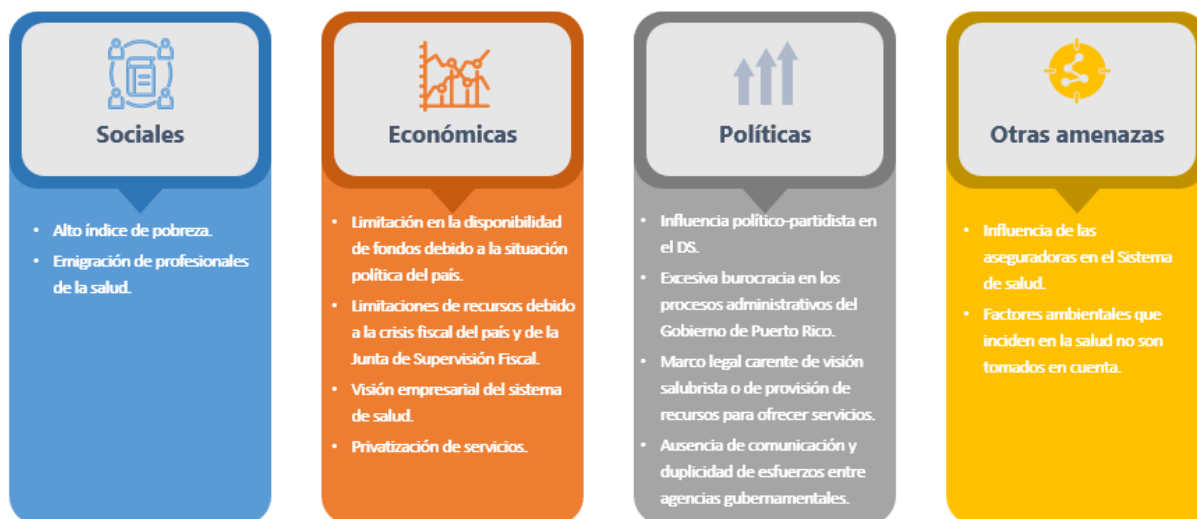 Sociales
• Alto índice de pobreza.
• Emigración de profesionales
de la salud.
Económicas
• Limitación en la disponibilidad
de fondos debido a la situación
política del país.
• Limitaciones de recursos debido
a la crisis fiscal del país y de la
Junta de Supervisión Fiscal.
• Visión empresarial del sistema
de salud.
• Privatización de servicios.
Políticas
• Influencia político-partidista en
el DS.
• Excesiva burocracia en los
procesos administrativos del
Gobierno de Puerto Rico.
• Marco legal carente de visión
salubrista o de provisión de
recursos para ofrecer servicios.
• Ausencia de comunicación y
duplicidad de esfuerzos entre
agencias gubernamentales.
Otras amenazas
• Influencia de las
aseguradoras en el Sistema
de salud.
• Factores ambientales que
inciden en la salud no son
tomados en cuenta.